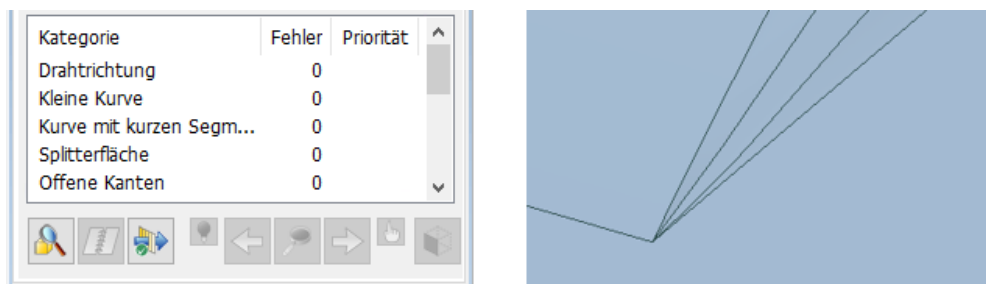 Kategorie Fehler Priorität
Drahtrichtung 0
Kleine Kurve 0
Kurve mit kurzen Segm... 0
Splitterfläche 0
Offene Kanten 0